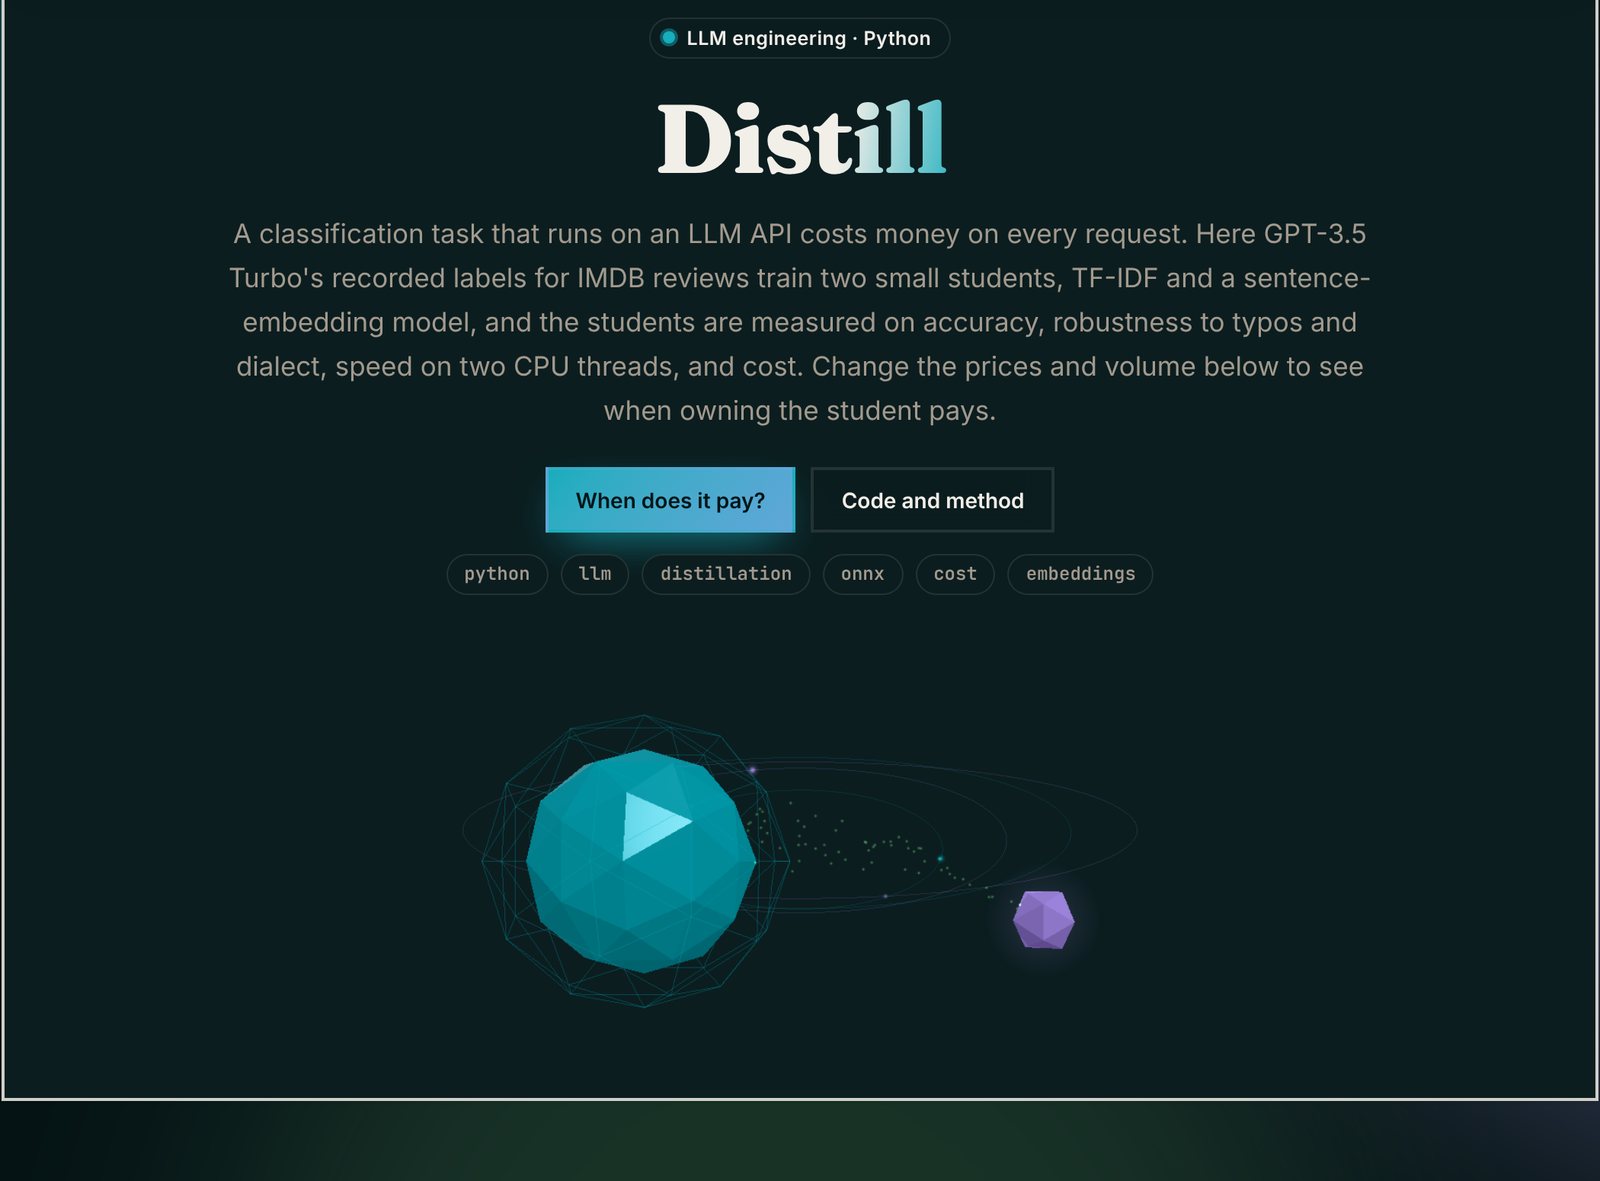 LLM engineering · Python
Distill
A classification task that runs on an LLM API costs money on every request. Here GPT-3.5
Turbo's recorded labels for IMDB reviews train two small students, TF-IDF and a sentence-
embedding model, and the students are measured on accuracy, robustness to typos and
dialect, speed on two CPU threads, and cost. Change the prices and volume below to see
when owning the student pays.
When does it pay?
Code and method
python
llm
distillation
onnx
cost
embeddings